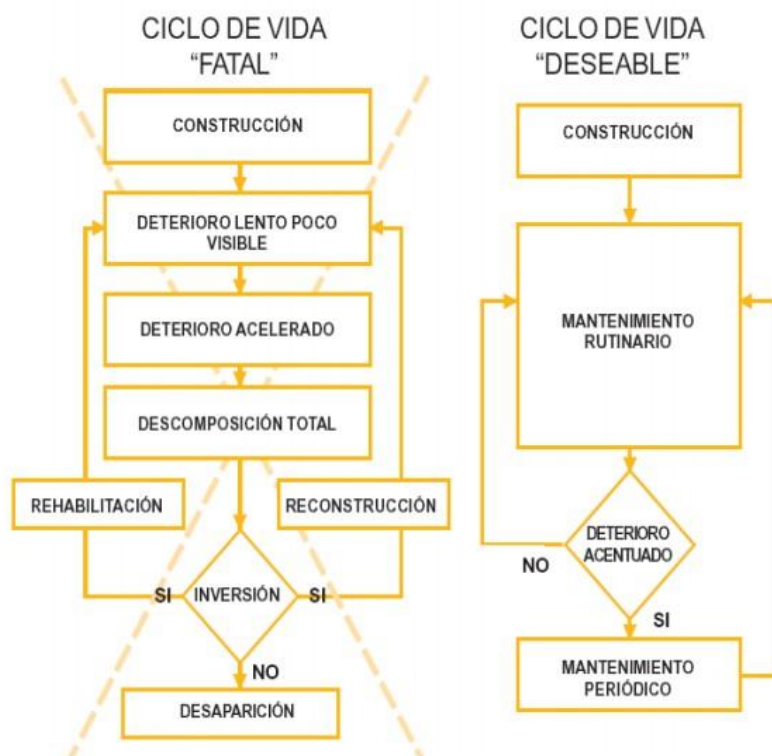 CICLO DE VIDA
“FATAL”
CONSTRUCCIÓN
DETERIORO LENTO POCO
VISIBLE
DETERIORO ACELERADO
DESCOMPOSICIÓN TOTAL
REHABILITACIÓN
RECONSTRUCCIÓN
SI
INVERSIÓN
SI
NO
DESAPARICIÓN
CICLO DE VIDA
“DESEABLE”
CONSTRUCCIÓN
MANTENIMIENTO
RUTINARIO
DETERIORO
ACENTUADO
NO
SI
MANTENIMIENTO
PERIÓDICO